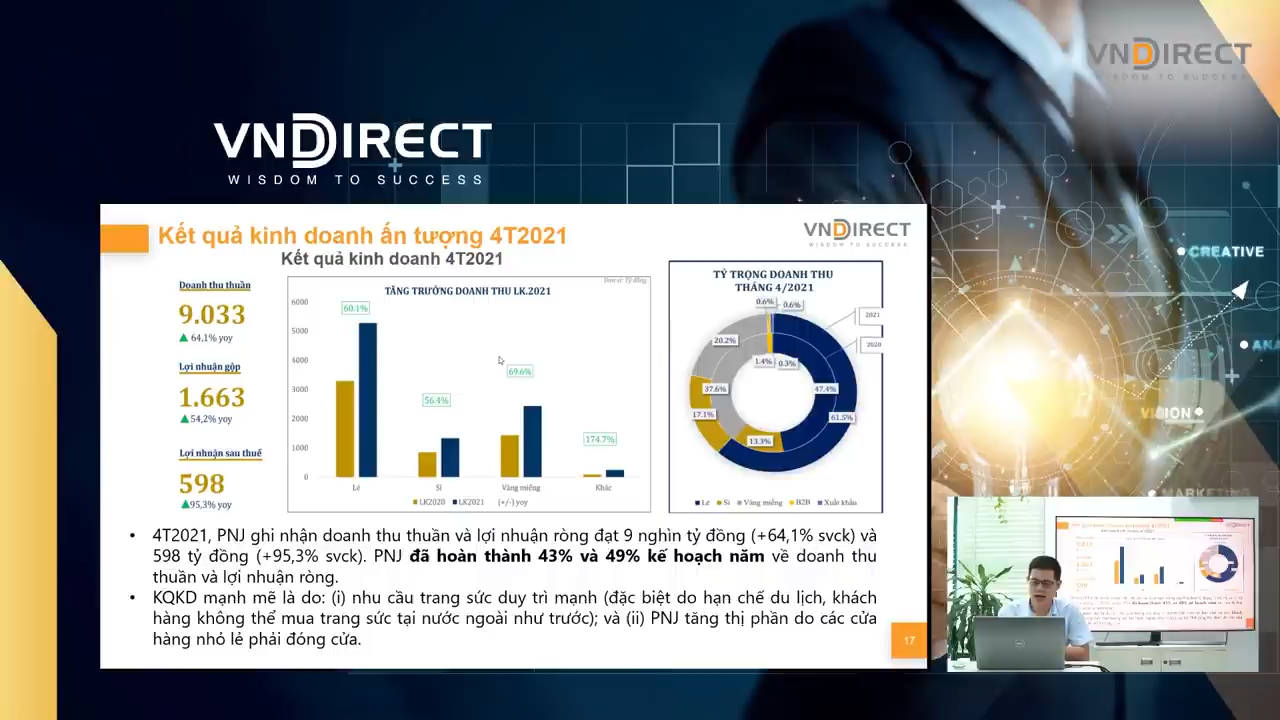 VNDIRECT
WISDOM TO SUCCESS
VNDIRECT
WISDOM TO SUCCESS
CREATIVE
VISION
MARKETING
Kết quả kinh doanh ấn tượng 4T2021
VNDIRECT
WISDOM TO SUCCESS
Kết quả kinh doanh 4T2021
Doanh thu thuần
9.033
64,1% yoy
Lợi nhuận gộp
1.663
54,2% yoy
Lợi nhuận sau thuế
598
95,3% yoy
Đơn vị: Tỷ đồng
TĂNG TRƯỞNG DOANH THU LK.2021
6000
5000
4000
3000
2000
1000
0
60.1%
56.4%
69.6%
174.7%
Lẻ
Sỉ
Vàng miếng
Khác
LK2020
LK2021
(+/-) yoy
TỶ TRỌNG DOANH THU
THÁNG 4/2021
0.6%
0.6%
2021
2020
20.2%
1.4%
0.3%
37.6%
47.4%
17.1%
61.5%
13.3%
Lẻ
Sỉ
Vàng miếng
B2B
Xuất khẩu
• 4T2021, PNJ ghi nhận doanh thu thuần và lợi nhuận ròng đạt 9 nghìn tỷ đồng (+64,1% svck) và
598 tỷ đồng (+95,3% svck). PNJ đã hoàn thành 43% và 49% kế hoạch năm về doanh thu
thuần và lợi nhuận ròng.
• KQKD mạnh mẽ là do: (i) nhu cầu trang sức duy trì mạnh (đặc biệt do hạn chế du lịch, khách
hàng không thể mua trang sức tại nước ngoài như trước); và (ii) PNJ tăng thị phần do các cửa
hàng nhỏ lẻ phải đóng cửa.
17